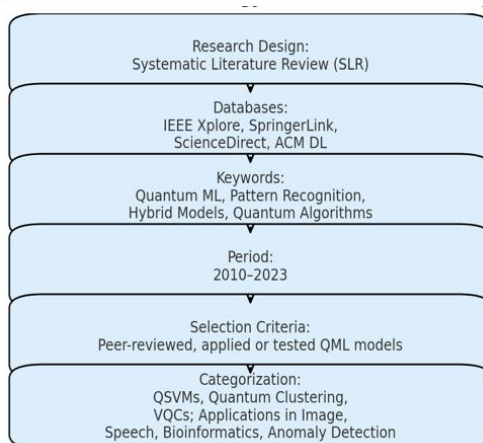 Research Design:
Systematic Literature Review (SLR)
Databases:
IEEE Xplore, SpringerLink,
ScienceDirect, ACM DL
Keywords:
Quantum ML, Pattern Recognition,
Hybrid Models, Quantum Algorithms
Period:
2010–2023
Selection Criteria:
Peer-reviewed, applied or tested QML models
Categorization:
QSVMs, Quantum Clustering,
VQCs; Applications in Image,
Speech, Bioinformatics, Anomaly Detection